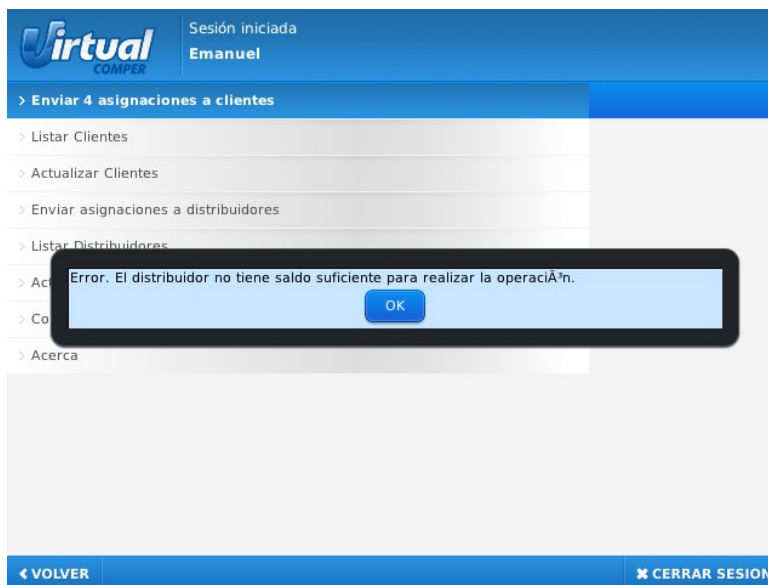 Virtual
COMPER
Sesión iniciada
Emanuel
> Enviar 4 asignaciones a clientes
> Listar Clientes
> Actualizar Clientes
> Enviar asignaciones a distribuidores
> Listar Distribuidores
> Act
Error. El distribuidor no tiene saldo suficiente para realizar la operaciÃ³n.
OK
> Co
> Acerca
VOLVER
CERRAR SESION